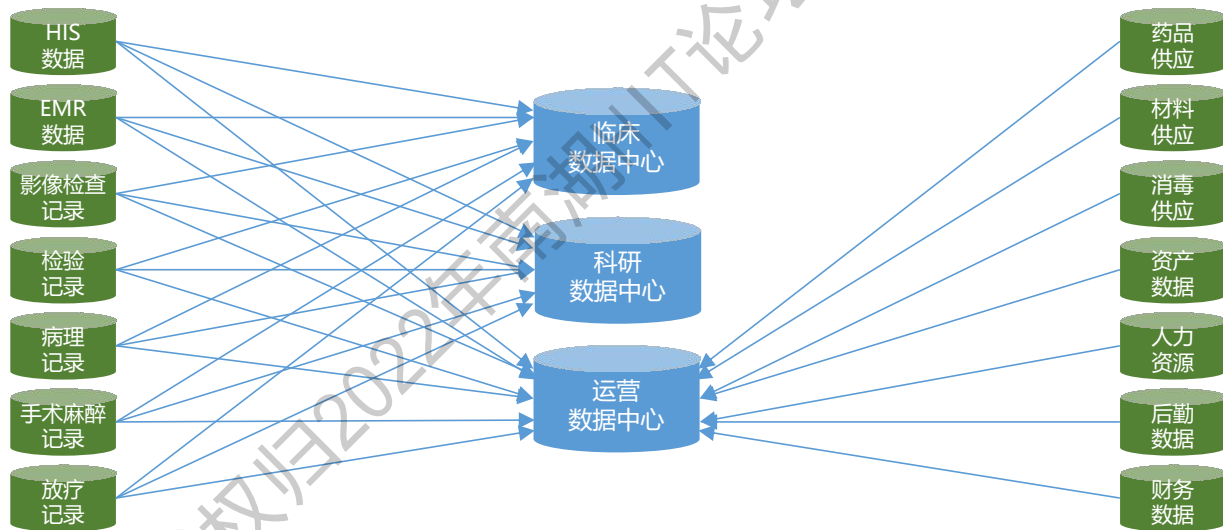 HIS
数据
EMR
数据
影像检查
记录
检验
记录
病理
记录
手术麻醉
记录
放疗
记录
临床
数据中心
科研
数据中心
运营
数据中心
药品
供应
材料
供应
消毒
供应
资产
数据
人力
资源
后勤
数据
财务
数据
权归2022年南湖HIT论坛